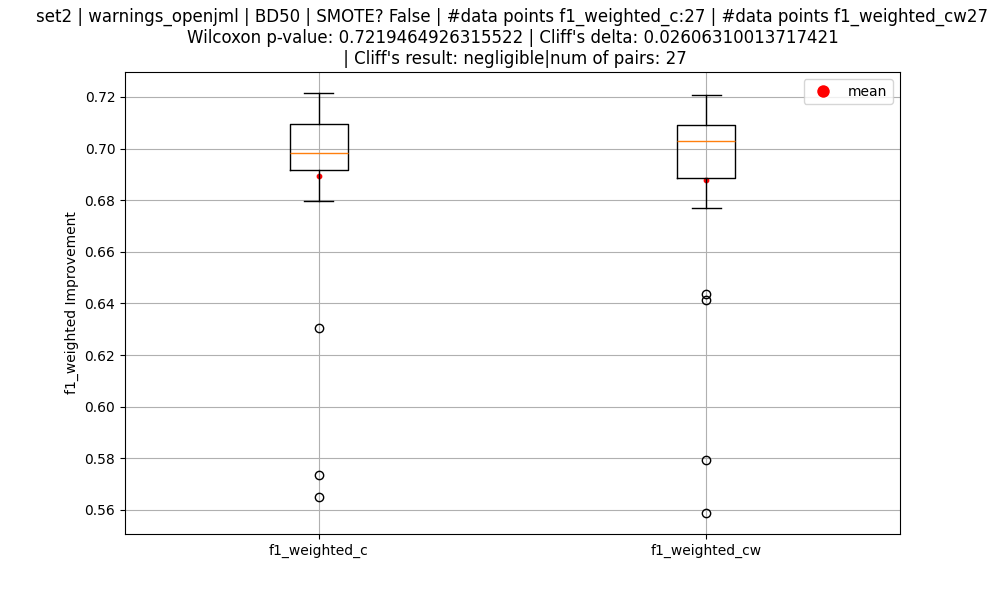 set2 | warnings_openjml | BD50 | SMOTE? False | #data points f1_weighted_c:27 | #data points f1_weighted_cw27
Wilcoxon p-value: 0.7219464926315522 | Cliff's delta: 0.02606310013717421
| Cliff's result: negligible|num of pairs: 27
mean
0.72
0.70
0.68
0.66
0.64
0.62
0.60
0.58
0.56
f1_weighted Improvement
f1_weighted_c
f1_weighted_cw